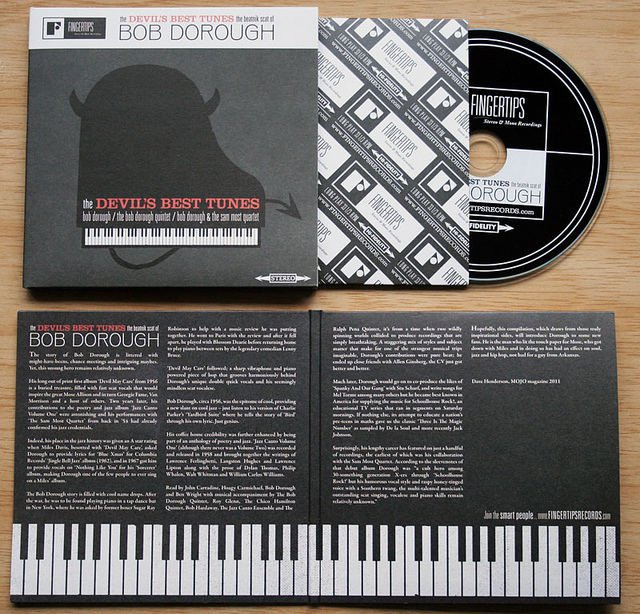 FINGERTIPS
the DEVIL'S BEST TUNES the beatnik scat of
BOB DOROUGH
the DEVIL'S BEST TUNES
bob dorough / the bob dorough quintet / bob dorough & the sam most quartet
STEREO
FINGERTIPS
www.FINGERTIPSRECORDS.com
FINGERTIPS
Stereo & Mono Recordings
TUNES the beatnik scat of
OROUGH
TIPSRECORDS.com
FIDELITY
the DEVIL'S BEST TUNES the beatnik scat of
BOB DOROUGH
The story of Bob Dorough is littered with
might-have-beens, chance meetings and intriguing maybes.
Yet, this unsung hero remains relatively unknown.
His long out of print first album 'Devil May Care' from 1956
is a buried treasure, filled with fast scat vocals that would
inspire the great Mose Allison and in turn Georgie Fame, Van
Morrison and a host of others. Two years later, his
contributions to the poetry and jazz album 'Jazz Canto
Volume One' were astonishing and his performances with
'The Sam Most Quartet' from back in '54 had already
confirmed his jazz credentials.
Indeed, his place in the jazz history was given an A star rating
when Miles Davis, besotted with 'Devil May Care', asked
Dorough to provide lyrics for 'Blue Xmas' for Columbia
Records' 'Jingle Bell Jazz' album (1962), and in 1967 got him
to provide vocals on 'Nothing Like You' for his 'Sorcerer'
album, making Dorough one of the few people to ever sing
on a Miles' album.
The Bob Dorough story is filled with cond name drops. After
the war, he was to be found playing piano in a tap dance bar
in New York, where he was asked by former boxer Sugar Ray
Robinson to help with a music review he was putting
together. He went to Paris with the review and after it fell
apart, he played with Blossom Dearie before returning home
to play piano between sets by the legendary comedian Lenny
Bruce.
'Devil May Care' followed; a sharp vibraphone and piano
powered piece of bop that groove harmoniously behind
Dorough's unique double quick vocals and his seemingly
mindless scat vocalese.
Bob Dorough, circa 1956, was the epitome of cool, providing
a new slant on cool jazz – just listen to his version of Charlie
Parker's 'Yardbird Suite' where he tells the story of 'Bird'
through his own lyric. Just genius.
His coffee home credibility was further enhanced by being
part of an anthology of poetry and jazz. 'Jazz Canto Volume
One' (although there never was a Volume Two) was recorded
and released in 1958 and brought together the writings of
Lawrence Ferlinghetti, Langston Hughes and Lawrence
Lipton along with the prose of Dylan Thomas, Philip
Whalen, Walt Whitman and William Carlos Williams.
Read by John Carradine, Hoagy Carmichael, Bob Dorough
and Ben Wright with musical accompaniment by The Bob
Dorough Quintet, Roy Glenn, The Chico Hamilton
Quintet, Bob Hardaway, The Jazz Canto Ensemble and The
Ralph Pena Quintet, it's from a time when two wildly
spinning worlds collided to produce recordings that are
simply breathtaking. A staggering mix of styles and subject
matter that make for one of the strangest musical trips
imaginable. Dorough's contributions were pure beat; he
ended up close friends with Allen Ginsberg, the CV just got
better and better.
Much later, Dorough would go on to co produce the likes of
'Spanky And Our Gang' with Stu Scharf, and write songs for
Mel Torme among many others but he became best known in
America for supplying the music for Schoolhouse Rock!, an
educational TV series that ran in segments on Saturday
mornings. If nothing else, its attempt to educate a nation's
pre-teens in maths gave us the classic 'Three Is The Magic
Number' as sampled by De la Soul and more recently Jack
Johnson.
Surprisingly, his lengthy career has featured on just a handful
of recordings, the earliest of which was his collaboration
with the Sam Most Quartet. According to the sleevenotes of
that debut album Dorough was "a cult hero among
30-something generation X-ers through 'Schoolhouse
Rock!' but his humorous vocal style and raspy honey-tinged
voice with a Southern twang, the multi-talented musician's
outstanding scat singing, vocalese and piano skills remain
relatively unknown."
Hopefully, this compilation, which draws from those truly
inspirational sides, will introduce Dorough to some new
fans. He is the man who lit the touch paper for Mose, who got
down with Miles and in doing so has had an effect on soul,
jazz and hip hop, not bad for a guy from Arkansas.
Dave Henderson, MOJO magazine 2011
Join the smart people. www.FINGERTIPSRECORDS.com